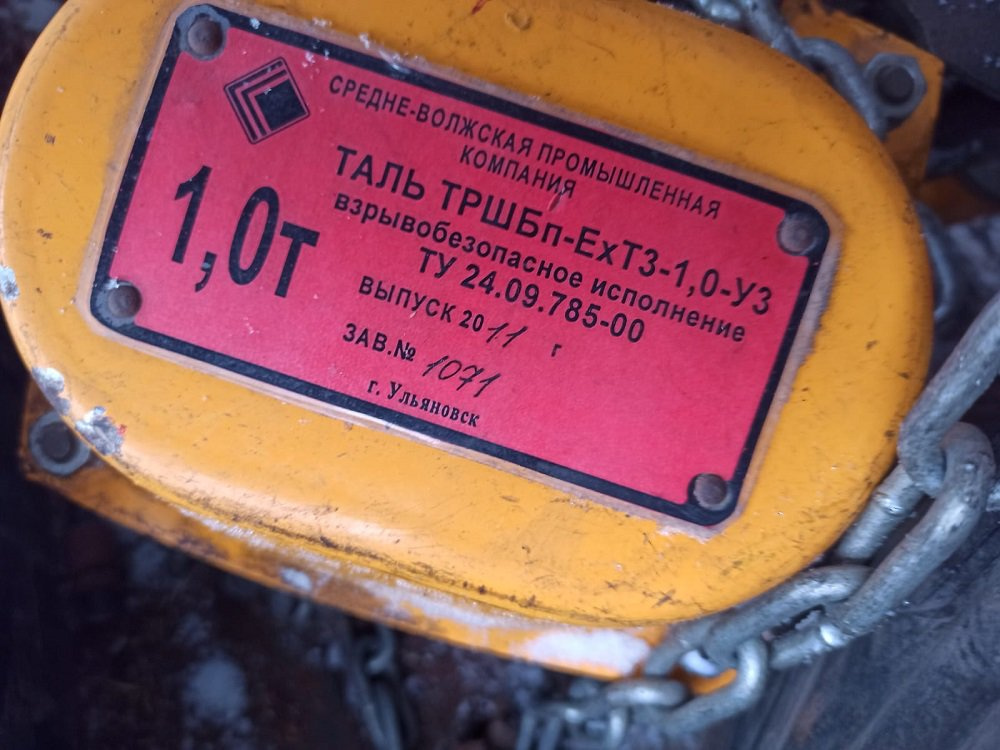 СРЕДНЕ-ВОЛЖСКАЯ ПРОМЫШЛЕННАЯ
КОМПАНИЯ
1,0т
ТАЛЬ ТРШБп-ЕхТ3-1,0-У3
взрывобезопасное исполнение
ТУ 24.09.785-00
ВЫПУСК 2011 г
ЗАВ.№ 1071
г. Ульяновск